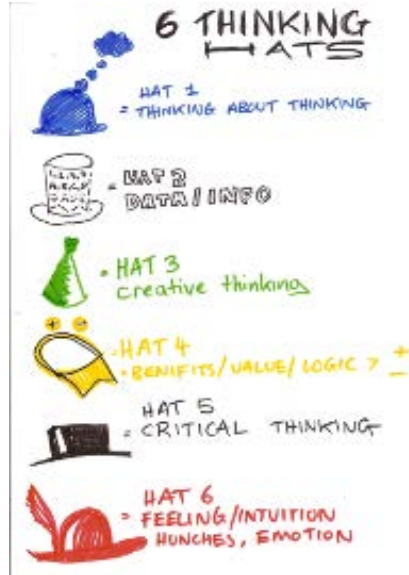 6 THINKING
HATS
HAT 1
= THINKING ABOUT THINKING
= HAT 2
DATA / INFO
= HAT 3
creative thinking
+ -
- HAT 4
- BENIFITS/VALUE/LOGIC > + -
HAT 5
= CRITICAL THINKING
HAT 6
= FEELING/INTUITION
HUNCHES, EMOTION